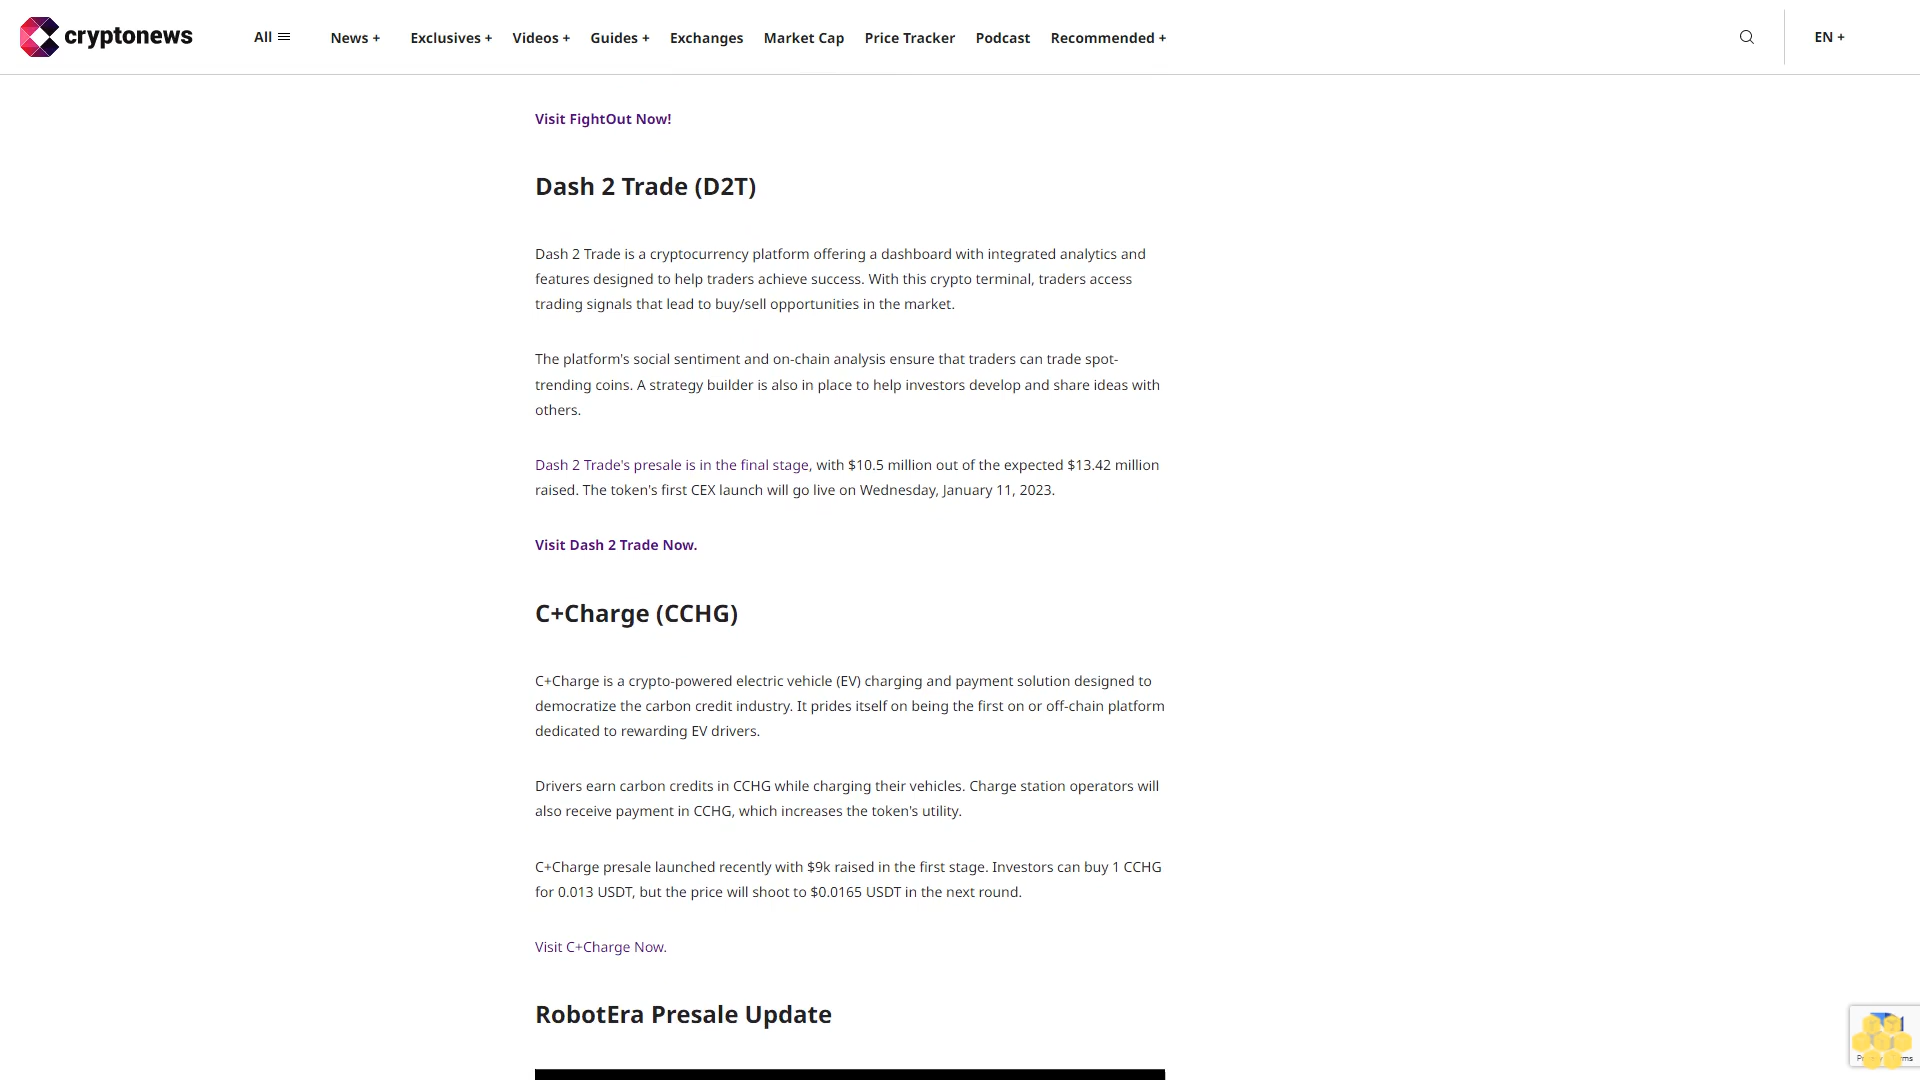 cryptonews
All
News +
Exclusives +
Videos +
Guides +
Exchanges
Market Cap
Price Tracker
Podcast
Recommended +
EN +
Visit FightOut Now!
Dash 2 Trade (D2T)
Dash 2 Trade is a cryptocurrency platform offering a dashboard with integrated analytics and
features designed to help traders achieve success. With this crypto terminal, traders access
trading signals that lead to buy/sell opportunities in the market.
The platform's social sentiment and on-chain analysis ensure that traders can trade spot-
trending coins. A strategy builder is also in place to help investors develop and share ideas with
others.
Dash 2 Trade's presale is in the final stage, with $10.5 million out of the expected $13.42 million
raised. The token's first CEX launch will go live on Wednesday, January 11, 2023.
Visit Dash 2 Trade Now.
C+Charge (CCHG)
C+Charge is a crypto-powered electric vehicle (EV) charging and payment solution designed to
democratize the carbon credit industry. It prides itself on being the first on or off-chain platform
dedicated to rewarding EV drivers.
Drivers earn carbon credits in CCHG while charging their vehicles. Charge station operators will
also receive payment in CCHG, which increases the token's utility.
C+Charge presale launched recently with $9k raised in the first stage. Investors can buy 1 CCHG
for 0.013 USDT, but the price will shoot to $0.0165 USDT in the next round.
Visit C+Charge Now.
RobotEra Presale Update